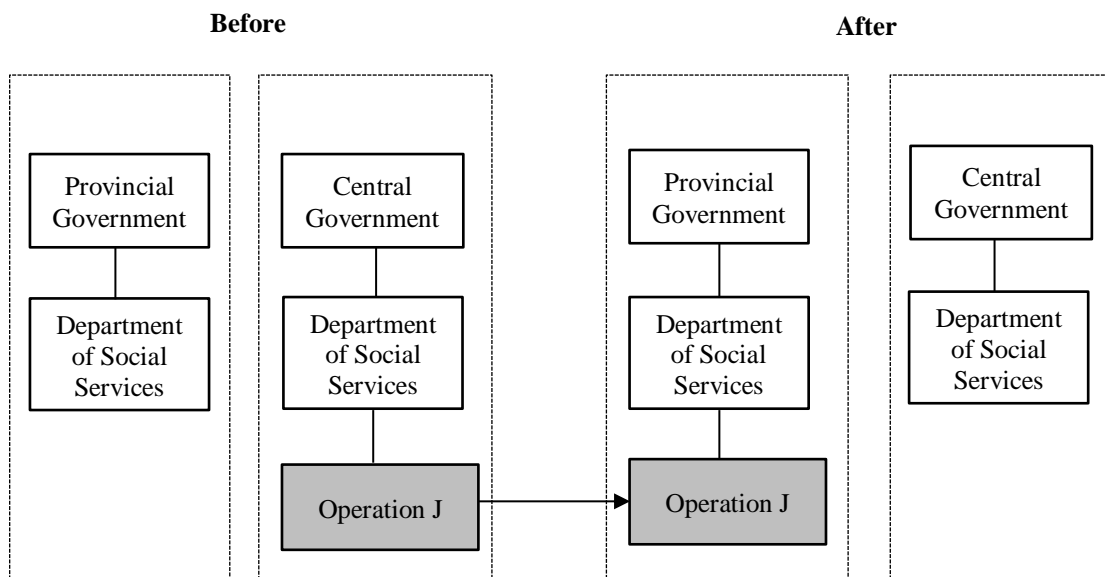 Before
After
Provincial
Government
Central
Government
Provincial
Government
Central
Government
Department
of Social
Services
Department
of Social
Services
Department
of Social
Services
Department
of Social
Services
Operation J
Operation J